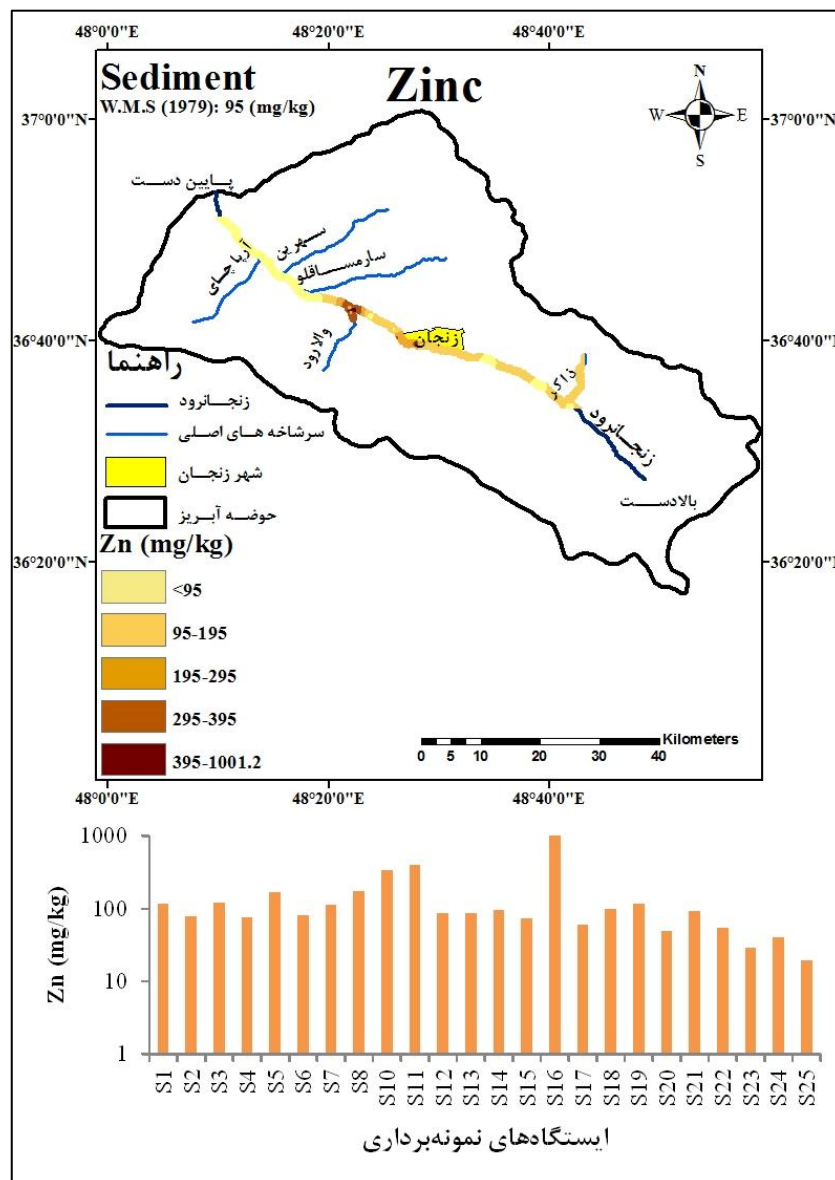 48°0'0"E 48°20'0"E 48°40'0"E
Sediment
W.M.S (1979): 95 (mg/kg)
Zinc
N
W E
S
37°0'0"N 37°0'0"N
پایین دست
سهرین
آرپا چای
سارمساقلو
36°40'0"N 36°40'0"N
والارود
زنجان
ذاکر
زنجانرود
بالادست
راهنما
زنجانرود
سرشاخه های اصلی
شهر زنجان
حوضه آبریز
36°20'0"N 36°20'0"N
Zn (mg/kg)
<95
95-195
195-295
295-395
395-1001.2
Kilometers
0 5 10 20 30 40
48°0'0"E 48°20'0"E 48°40'0"E
Zn (mg/kg)
1000
100
10
1
S1 S2 S3 S4 S5 S6 S7 S8 S10 S11 S12 S13 S14 S15 S16 S17 S18 S19 S20 S21 S22 S23 S24 S25
ایستگاه‌های نمونه‌برداری